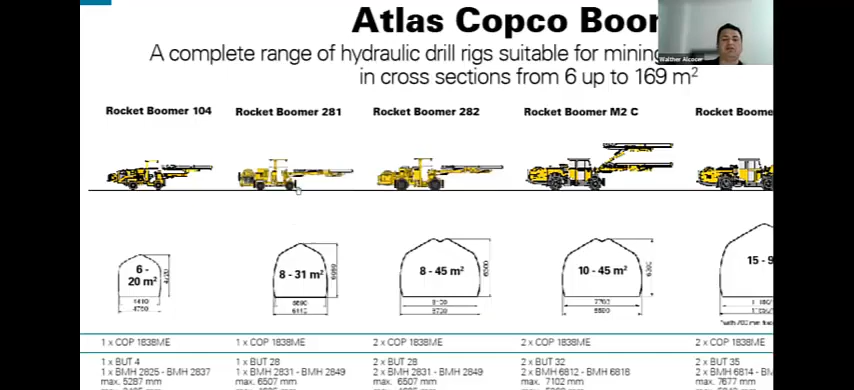 Atlas Copco Boo
Walther Alcocer
A complete range of hydraulic drill rigs suitable for mining
in cross sections from 6 up to 169 m²
Rocket Boomer 104
Rocket Boomer 281
Rocket Boomer 282
Rocket Boomer M2 C
Rocket Boome
6 -
20 m²
8 - 31 m²
8 - 45 m²
10 - 45 m²
15 - 9
6300
1 x COP 1838ME
1 x COP 1838ME
2 x COP 1838ME
2 x COP 1838ME
2 x COP 1838ME
1 x BUT 4
1 x BUT 28
2 x BUT 28
2 x BUT 32
2 x BUT 35
1 x BMH 2825 - BMH 2837
1 x BMH 2831 - BMH 2849
2 x BMH 2831 - BMH 2849
2 x BMH 6812 - BMH 6818
2 x BMH 6814 - BM
max. 5287 mm
max. 6507 mm
max. 6507 mm
max. 7102 mm
max. 7677 mm